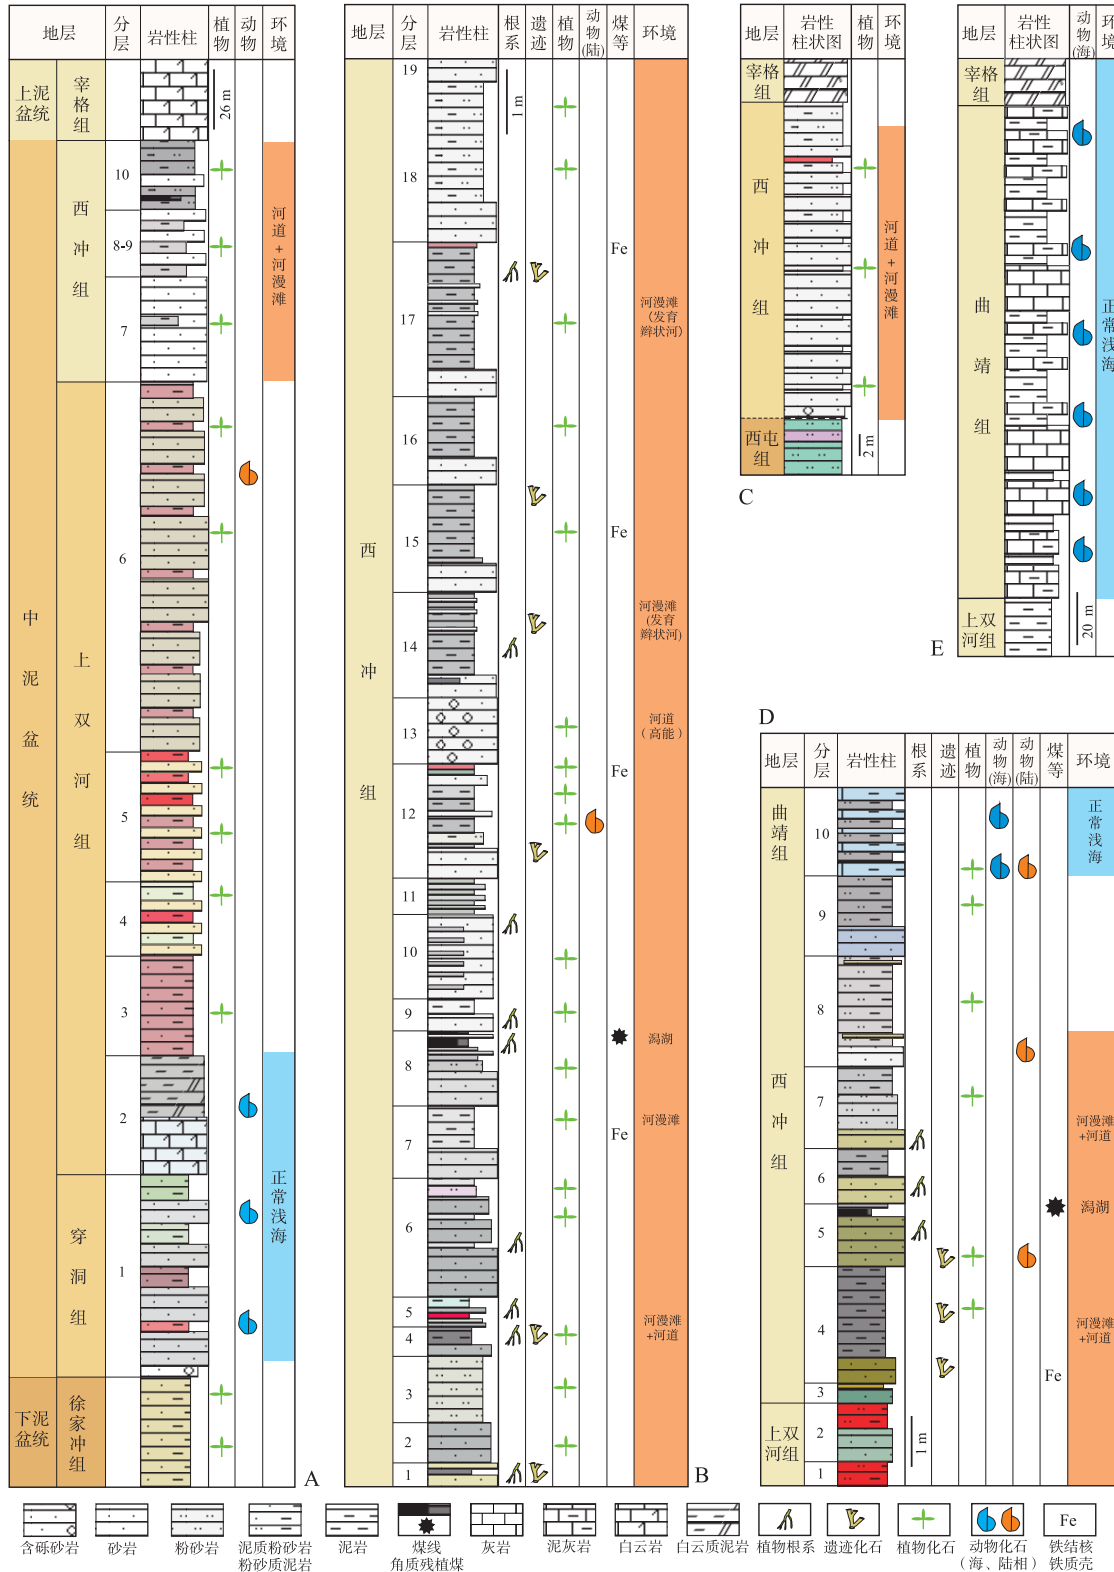 地层
分层
岩性柱
植物
动物
环境
上泥盆统
宰格组
26 m
中泥盆统
西冲组
10
8-9
7
河道+河漫滩
上双河组
6
5
4
3
2
穿洞组
1
正常浅海
下泥盆统
徐家冲组
A
地层
分层
岩性柱
根系
遗迹
植物
动物(陆)
煤等
环境
西冲组
19
1 m
18
Fe
17
河漫滩
(发育
辫状河)
16
15
Fe
14
河漫滩
(发育
辫状河)
13
河道
(高能)
Fe
12
11
10
9
潟湖
8
7
河漫滩
Fe
6
5
河漫滩
+河道
4
3
2
1
B
地层
岩性
柱状图
植物
环境
宰格组
西冲组
河道+河漫滩
西屯组
2 m
C
地层
岩性
柱状图
动物(海)
环境
宰格组
曲靖组
正常浅海
上双河组
20 m
E
D
地层
分层
岩性柱
根系
遗迹
植物
动物(海)
动物(陆)
煤等
环境
曲靖组
10
正常浅海
9
西冲组
8
7
河漫滩
+河道
6
潟湖
5
4
河漫滩
+河道
Fe
3
上双河组
2
1 m
1
含砾砂岩
砂岩
粉砂岩
泥质粉砂岩
粉砂质泥岩
泥岩
煤线
角质残植煤
灰岩
泥灰岩
白云岩
白云质泥岩
植物根系
遗迹化石
植物化石
动物化石
(海、陆相)
Fe
铁结核
铁质壳